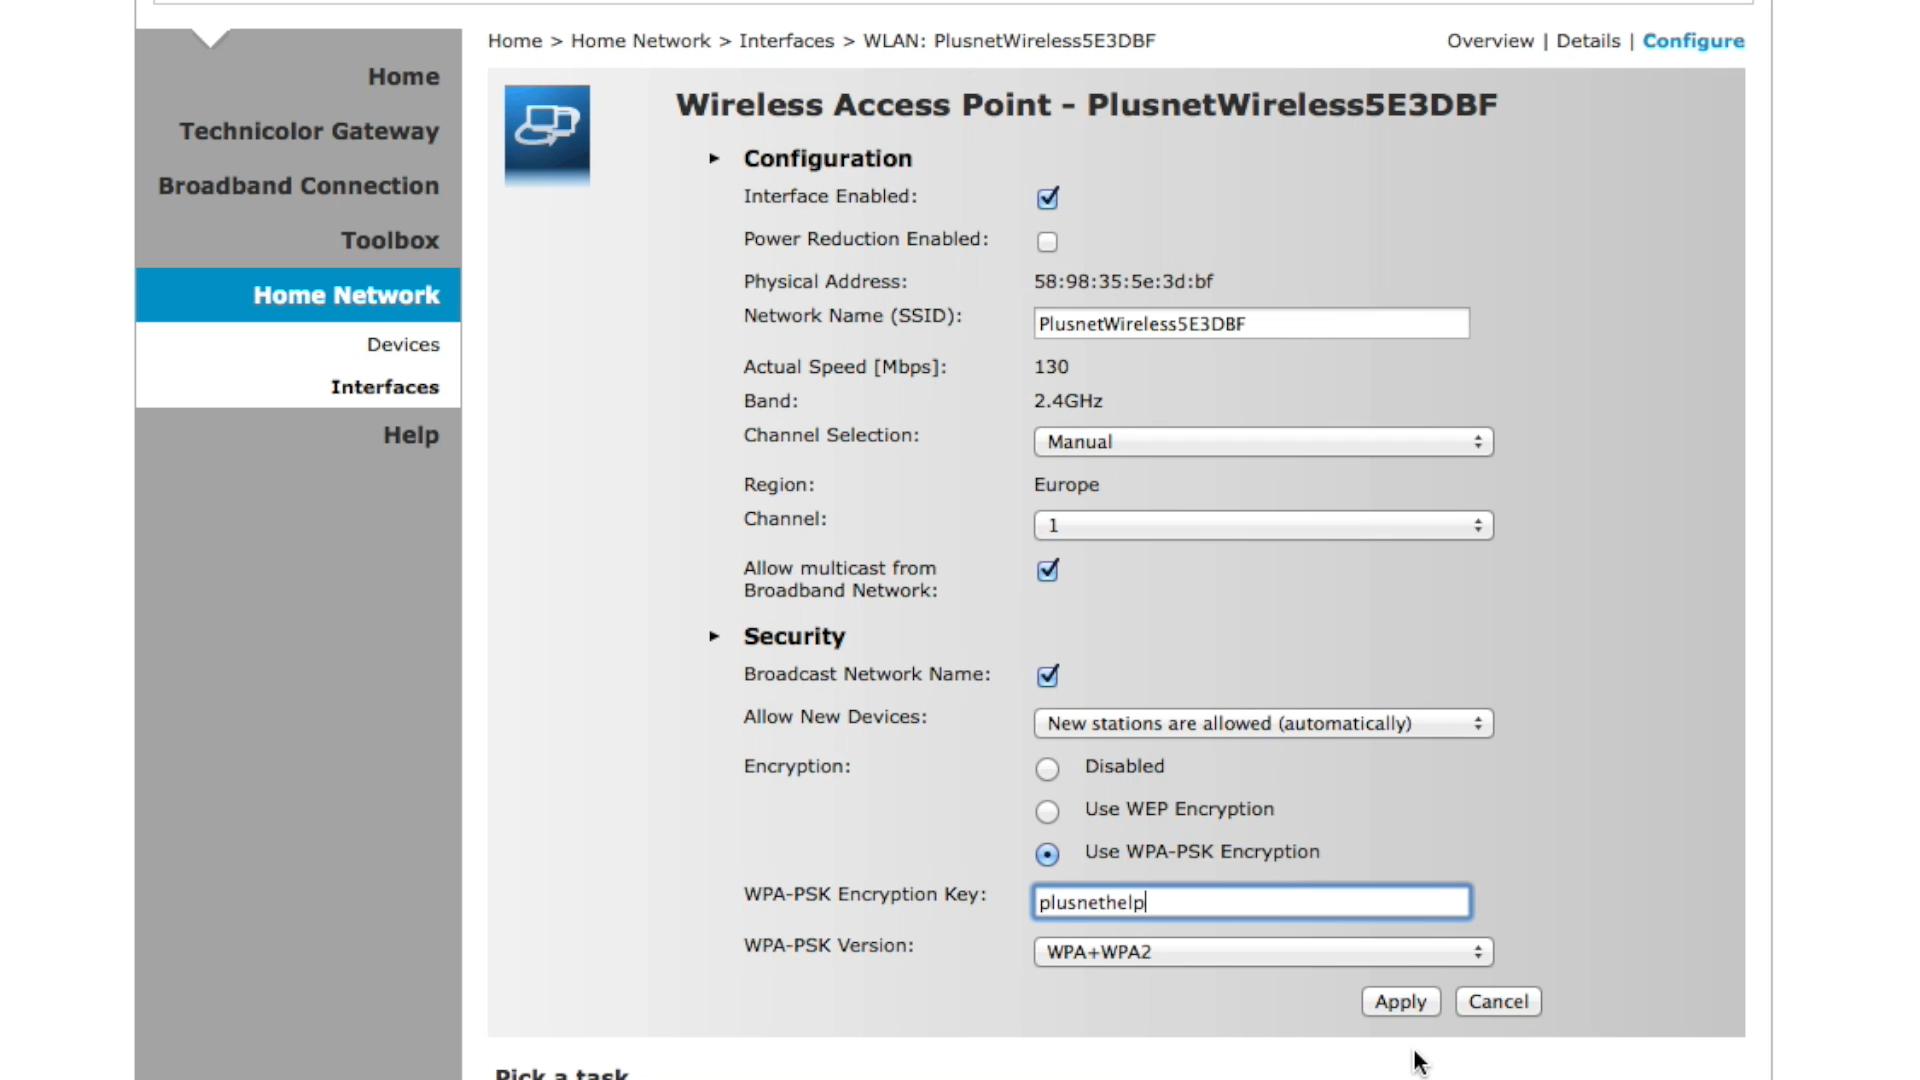 Home > Home Network > Interfaces > WLAN: PlusnetWireless5E3DBF
Overview | Details | Configure
Home
Technicolor Gateway
Broadband Connection
Toolbox
Home Network
Devices
Interfaces
Help
Wireless Access Point - PlusnetWireless5E3DBF
Configuration
Interface Enabled:
Power Reduction Enabled:
Physical Address: 58:98:35:5e:3d:bf
Network Name (SSID): PlusnetWireless5E3DBF
Actual Speed [Mbps]: 130
Band: 2.4GHz
Channel Selection: Manual
Region: Europe
Channel: 1
Allow multicast from
Broadband Network:
Security
Broadcast Network Name:
Allow New Devices: New stations are allowed (automatically)
Encryption: Disabled
Use WEP Encryption
Use WPA-PSK Encryption
WPA-PSK Encryption Key: plusnethelp
WPA-PSK Version: WPA+WPA2
Apply Cancel
Pick a task